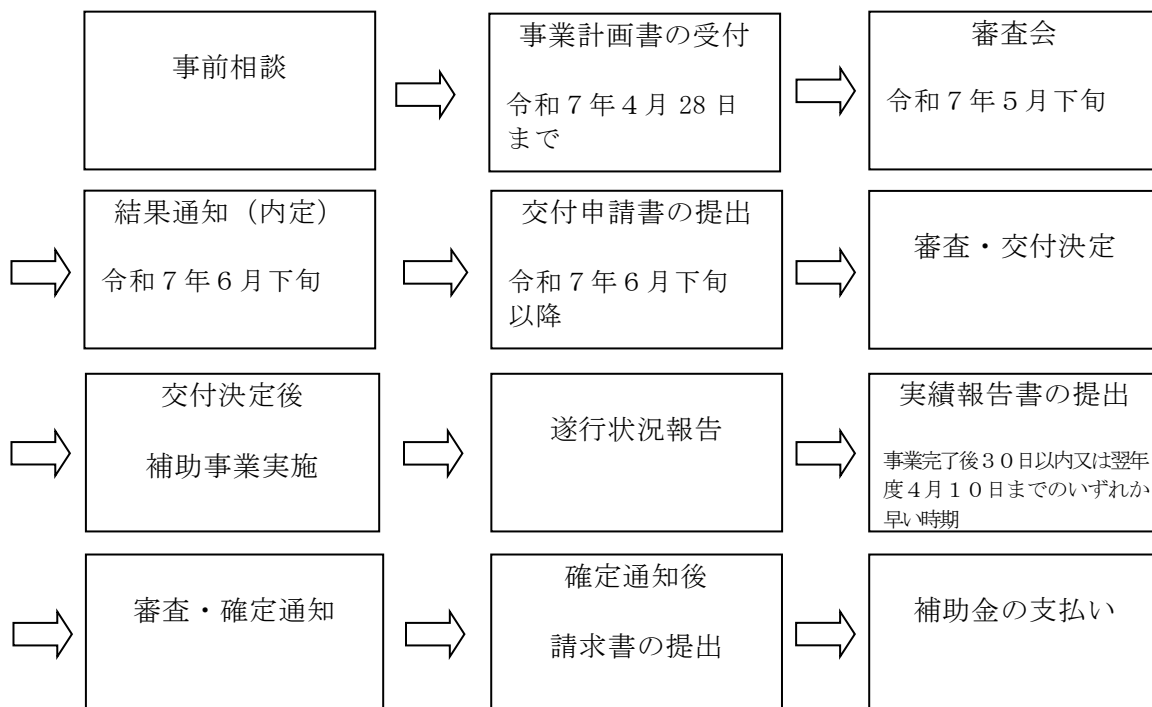 事前相談
事業計画書の受付
令和７年４月 28 日
まで
審査会
令和７年５月下旬
結果通知（内定）
令和７年６月下旬
交付申請書の提出
令和７年６月下旬
以降
審査・交付決定
交付決定後
補助事業実施
遂行状況報告
実績報告書の提出
事業完了後３０日以内又は翌年
度４月１０日までのいずれか
早い時期
審査・確定通知
確定通知後
請求書の提出
補助金の支払い